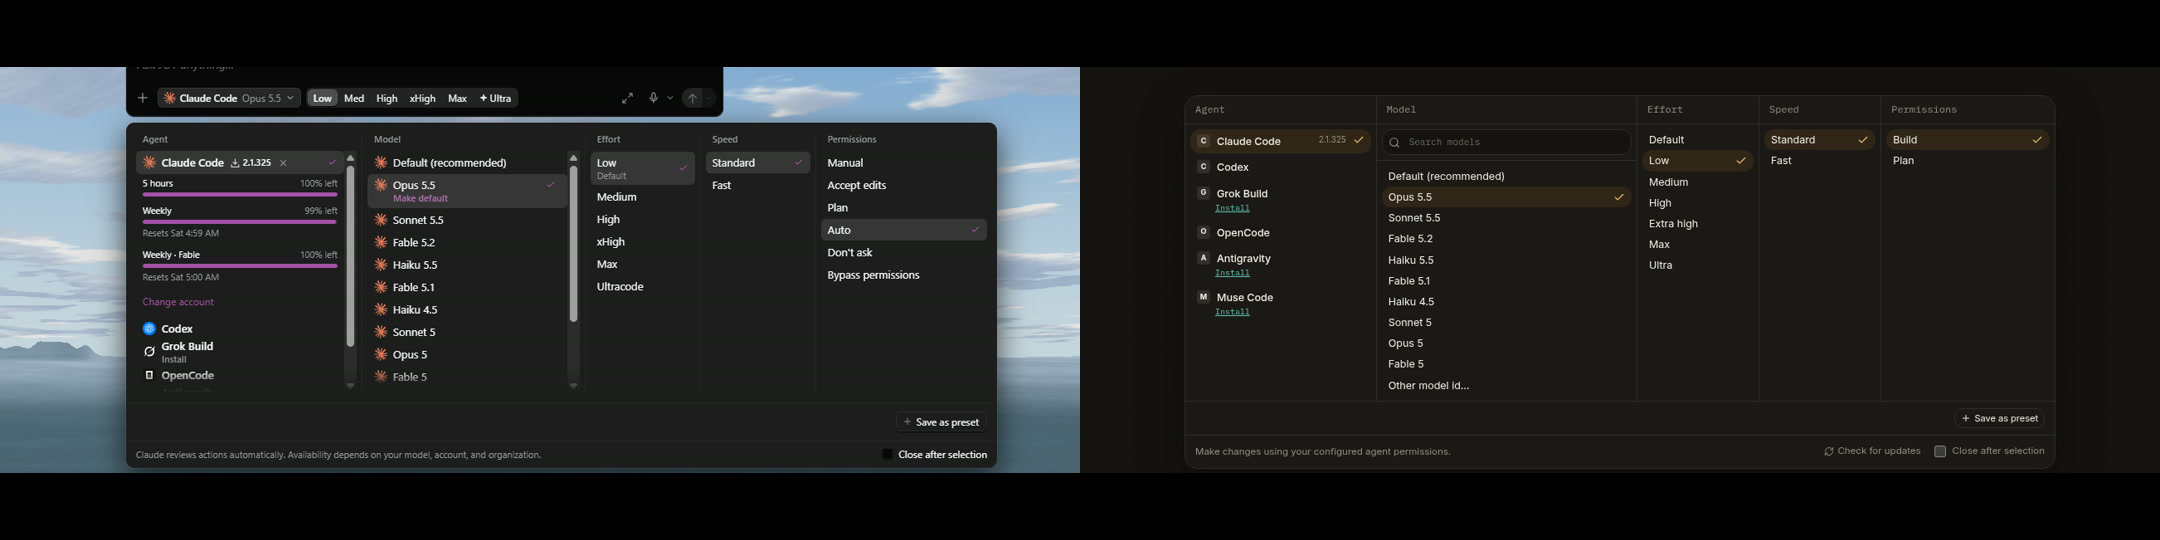 Claude Code Opus 5.5
Low Med High xHigh Max Ultra
Agent
Claude Code 2.1.325
5 hours 100% left
Weekly 99% left
Resets Sat 4:59 AM
Weekly · Fable 100% left
Resets Sat 5:00 AM
Change account
Codex
Grok Build
Install
OpenCode
Model
Default (recommended)
Opus 5.5
Make default
Sonnet 5.5
Fable 5.2
Haiku 5.5
Fable 5.1
Haiku 4.5
Sonnet 5
Opus 5
Fable 5
Effort
Low
Default
Medium
High
xHigh
Max
Ultracode
Speed
Standard
Fast
Permissions
Manual
Accept edits
Plan
Auto
Don't ask
Bypass permissions
+ Save as preset
Claude reviews actions automatically. Availability depends on your model, account, and organization.
Close after selection
Agent
C Claude Code 2.1.325
C Codex
G Grok Build
Install
O OpenCode
A Antigravity
Install
M Muse Code
Install
Model
Search models
Default (recommended)
Opus 5.5
Sonnet 5.5
Fable 5.2
Haiku 5.5
Fable 5.1
Haiku 4.5
Sonnet 5
Opus 5
Fable 5
Other model id...
Effort
Default
Low
Medium
High
Extra high
Max
Ultra
Speed
Standard
Fast
Permissions
Build
Plan
+ Save as preset
Make changes using your configured agent permissions.
Check for updates
Close after selection